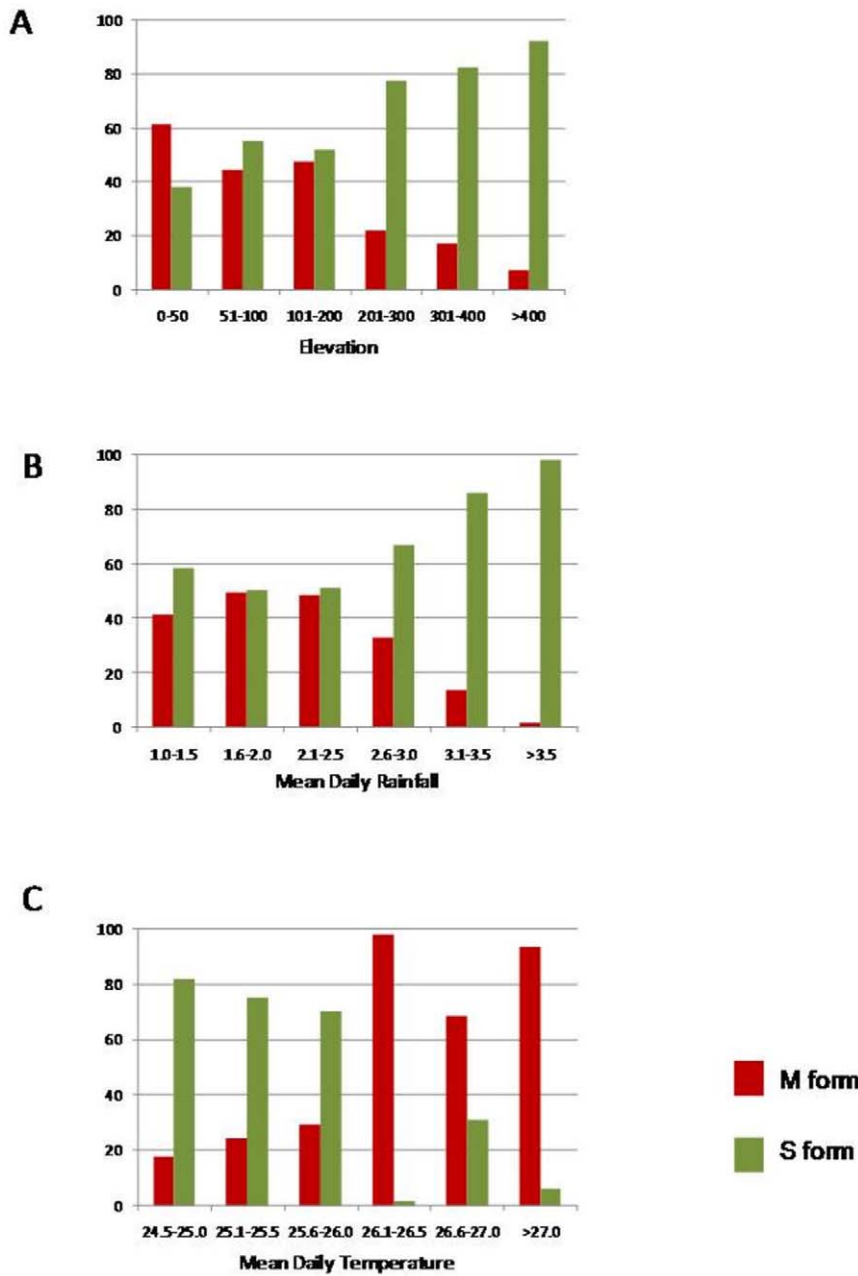 A
100
80
60
40
20
0
0-50 51-100 101-200 201-300 301-400 >400
Elevation
B
100
80
60
40
20
0
1.0-1.5 1.6-2.0 2.1-2.5 2.6-3.0 3.1-3.5 >3.5
Mean Daily Rainfall
C
100
80
60
40
20
0
24.5-25.0 25.1-25.5 25.6-26.0 26.1-26.5 26.6-27.0 >27.0
Mean Daily Temperature
M form
S form